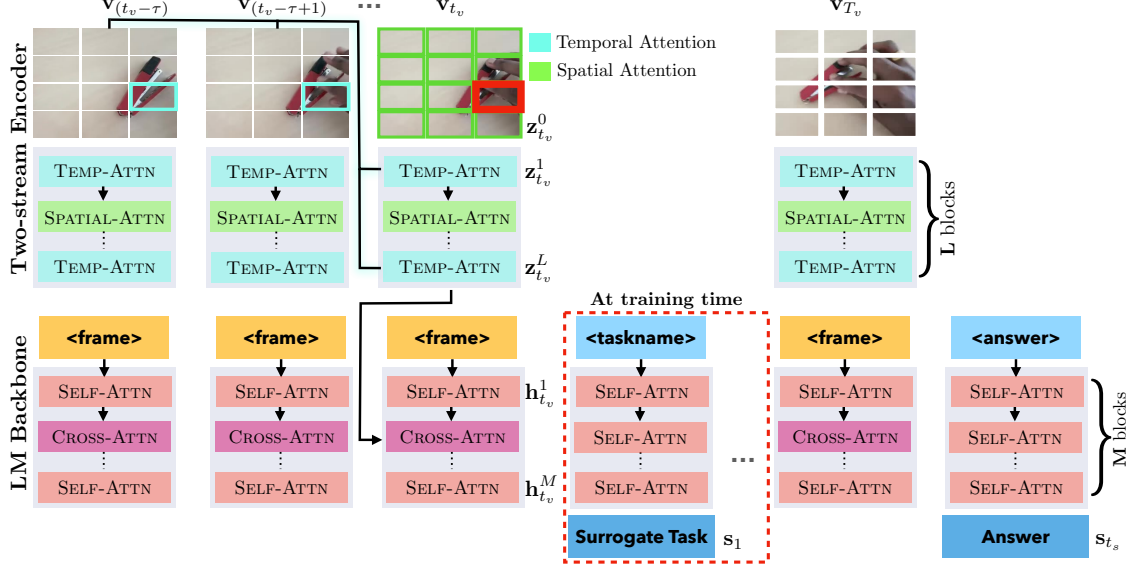 v(tv−τ) v(tv−τ+1) ... vtv vTv
Two-stream Encoder
Temporal Attention
Spatial Attention
z⁰tv
TEMP-ATTN TEMP-ATTN TEMP-ATTN z¹tv TEMP-ATTN
SPATIAL-ATTN SPATIAL-ATTN SPATIAL-ATTN SPATIAL-ATTN
TEMP-ATTN TEMP-ATTN TEMP-ATTN zᴸtv TEMP-ATTN
L blocks
At training time
LM Backbone
<frame> <frame> <frame> <taskname> <frame> <answer>
SELF-ATTN SELF-ATTN SELF-ATTN h¹tv SELF-ATTN SELF-ATTN SELF-ATTN
CROSS-ATTN CROSS-ATTN CROSS-ATTN SELF-ATTN ... CROSS-ATTN SELF-ATTN
SELF-ATTN SELF-ATTN SELF-ATTN hᴹtv SELF-ATTN SELF-ATTN SELF-ATTN
M blocks
Surrogate Task s₁ Answer sts